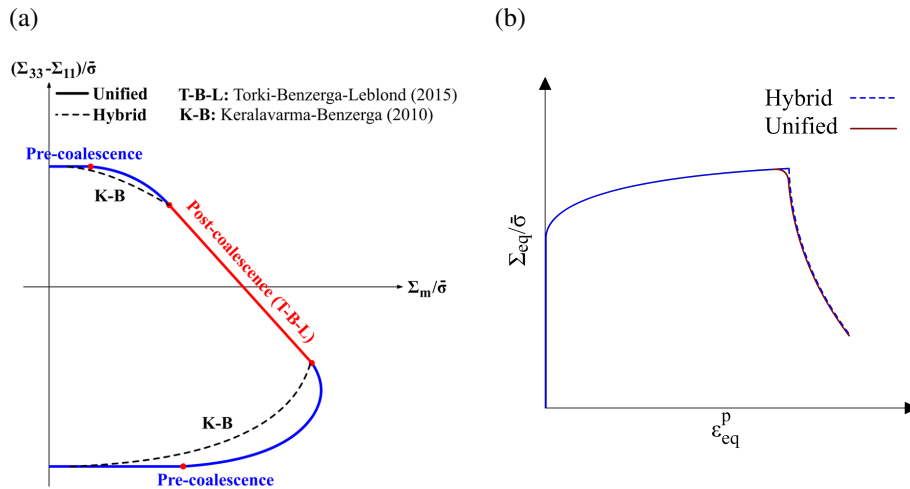 (a)
(Σ₃₃-Σ₁₁)/σ̄
Unified T-B-L: Torki-Benzerga-Leblond (2015)
Hybrid K-B: Keralavarma-Benzerga (2010)
Pre-coalescence
K-B
Post-coalescence (T-B-L)
Σₘ/σ̄
K-B
Pre-coalescence
(b)
Hybrid
Unified
Σeq/σ̄
εᵖeq